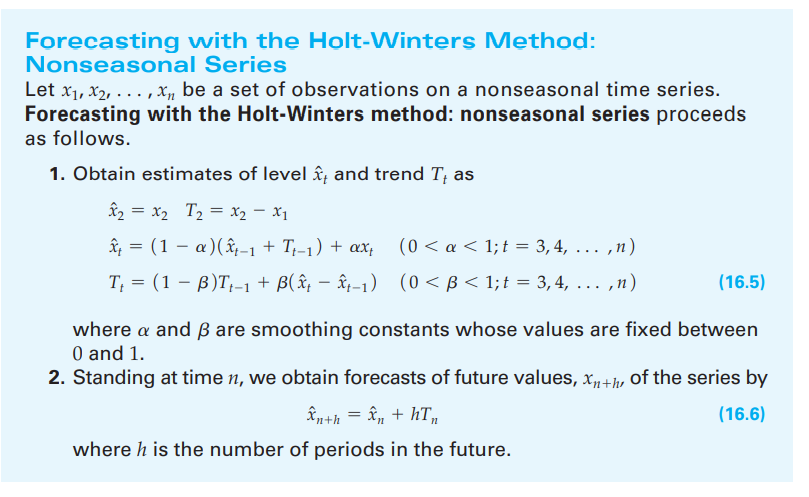 Forecasting with the Holt-Winters Method:
Nonseasonal Series
Let x₁, x₂, . . . , xₙ be a set of observations on a nonseasonal time series.
Forecasting with the Holt-Winters method: nonseasonal series proceeds
as follows.
1. Obtain estimates of level x̂ₜ and trend Tₜ as
x̂₂ = x₂ T₂ = x₂ − x₁
x̂ₜ = (1 − α)(x̂ₜ₋₁ + Tₜ₋₁) + αxₜ (0 < α < 1; t = 3, 4, . . . , n)
Tₜ = (1 − β)Tₜ₋₁ + β(x̂ₜ − x̂ₜ₋₁) (0 < β < 1; t = 3, 4, . . . , n) (16.5)
where α and β are smoothing constants whose values are fixed between
0 and 1.
2. Standing at time n, we obtain forecasts of future values, xₙ₊ₕ, of the series by
x̂ₙ₊ₕ = x̂ₙ + hTₙ (16.6)
where h is the number of periods in the future.